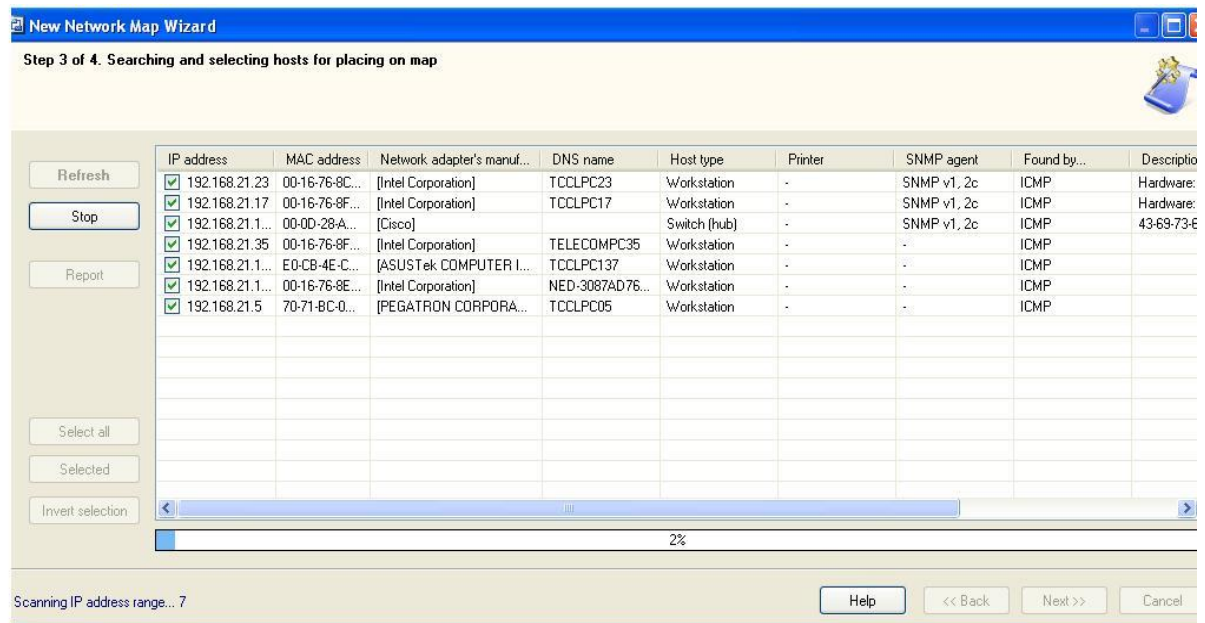 New Network Map Wizard
Step 3 of 4. Searching and selecting hosts for placing on map
Refresh
Stop
Report
Select all
Selected
Invert selection
IP address MAC address Network adapter's manuf... DNS name Host type Printer SNMP agent Found by... Descriptio
192.168.21.23 00-16-76-8C... [Intel Corporation] TCCLPC23 Workstation - SNMP v1, 2c ICMP Hardware:
192.168.21.17 00-16-76-8F... [Intel Corporation] TCCLPC17 Workstation - SNMP v1, 2c ICMP Hardware:
192.168.21.1... 00-0D-28-A... [Cisco] Switch (hub) - SNMP v1, 2c ICMP 43-69-73-6
192.168.21.35 00-16-76-8F... [Intel Corporation] TELECOMPC35 Workstation - - ICMP
192.168.21.1... E0-CB-4E-C... [ASUSTek COMPUTER I... TCCLPC137 Workstation - - ICMP
192.168.21.1... 00-16-76-8E... [Intel Corporation] NED-3087AD76... Workstation - - ICMP
192.168.21.5 70-71-BC-0... [PEGATRON CORPORA... TCCLPC05 Workstation - - ICMP
2%
Scanning IP address range... 7
Help << Back Next >> Cancel